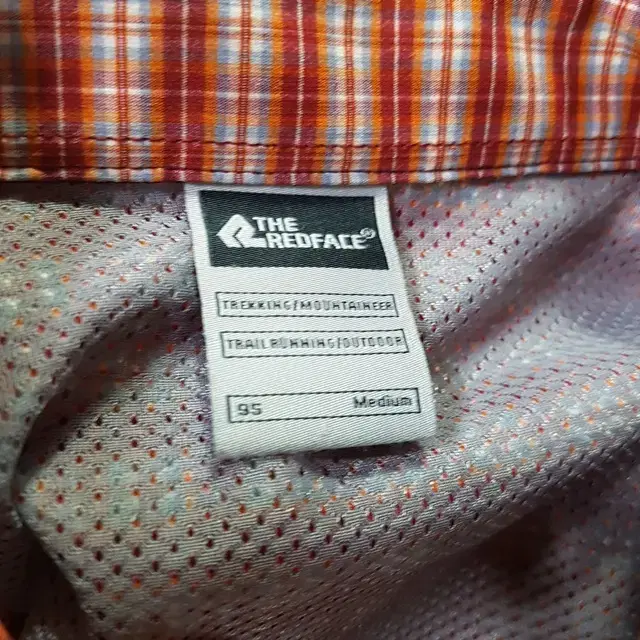 THE
REDFACE®
TREKKING/MOUNTAINEER
TRAILRUNNING/OUTDOOR
95 Medium